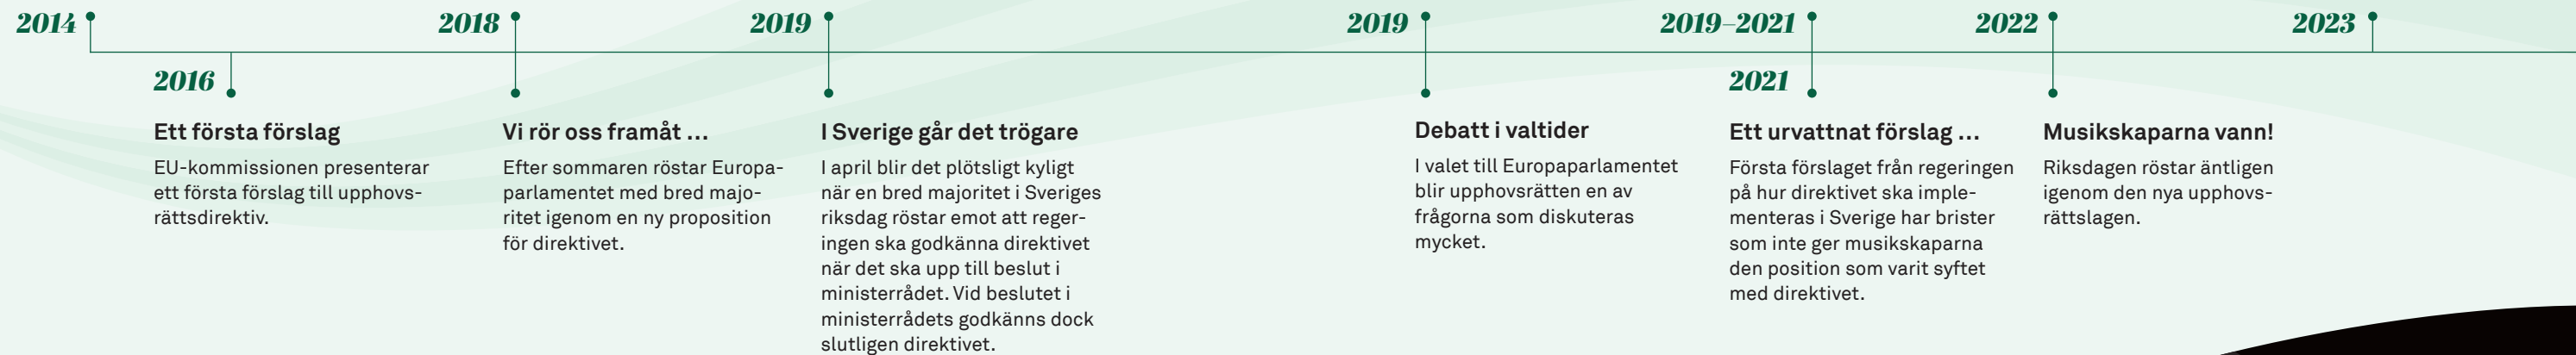 2014
2016
Ett första förslag
EU-kommissionen presenterar
ett första förslag till upphovs-
rättsdirektiv.
2018
Vi rör oss framåt ...
Efter sommaren röstar Europa-
parlamentet med bred majo-
ritet igenom en ny proposition
för direktivet.
2019
I Sverige går det trögare
I april blir det plötsligt kyligt
när en bred majoritet i Sveriges
riksdag röstar emot att reger-
ingen ska godkänna direktivet
när det ska upp till beslut i
ministerrådet. Vid beslutet i
ministerrådets godkänns dock
slutligen direktivet.
2019
Debatt i valtider
I valet till Europaparlamentet
blir upphovsrätten en av
frågorna som diskuteras
mycket.
2019–2021
2021
Ett urvattnat förslag ...
Första förslaget från regeringen
på hur direktivet ska imple-
menteras i Sverige har brister
som inte ger musikskaparna
den position som varit syftet
med direktivet.
2022
Musikskaparna vann!
Riksdagen röstar äntligen
igenom den nya upphovs-
rättslagen.
2023